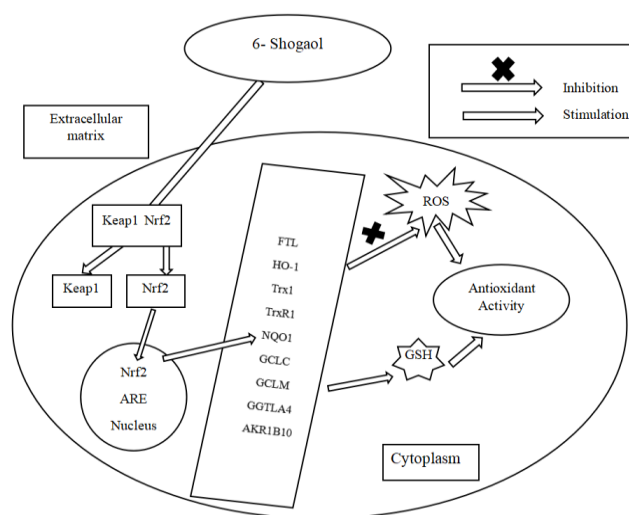 6- Shogaol
Inhibition
Stimulation
Extracellular
matrix
Keap1 Nrf2
Keap1
Nrf2
Nrf2
ARE
Nucleus
FTL
HO-1
Trx1
TrxR1
NQO1
GCLC
GCLM
GGTLA4
AKR1B10
ROS
Antioxidant
Activity
GSH
Cytoplasm